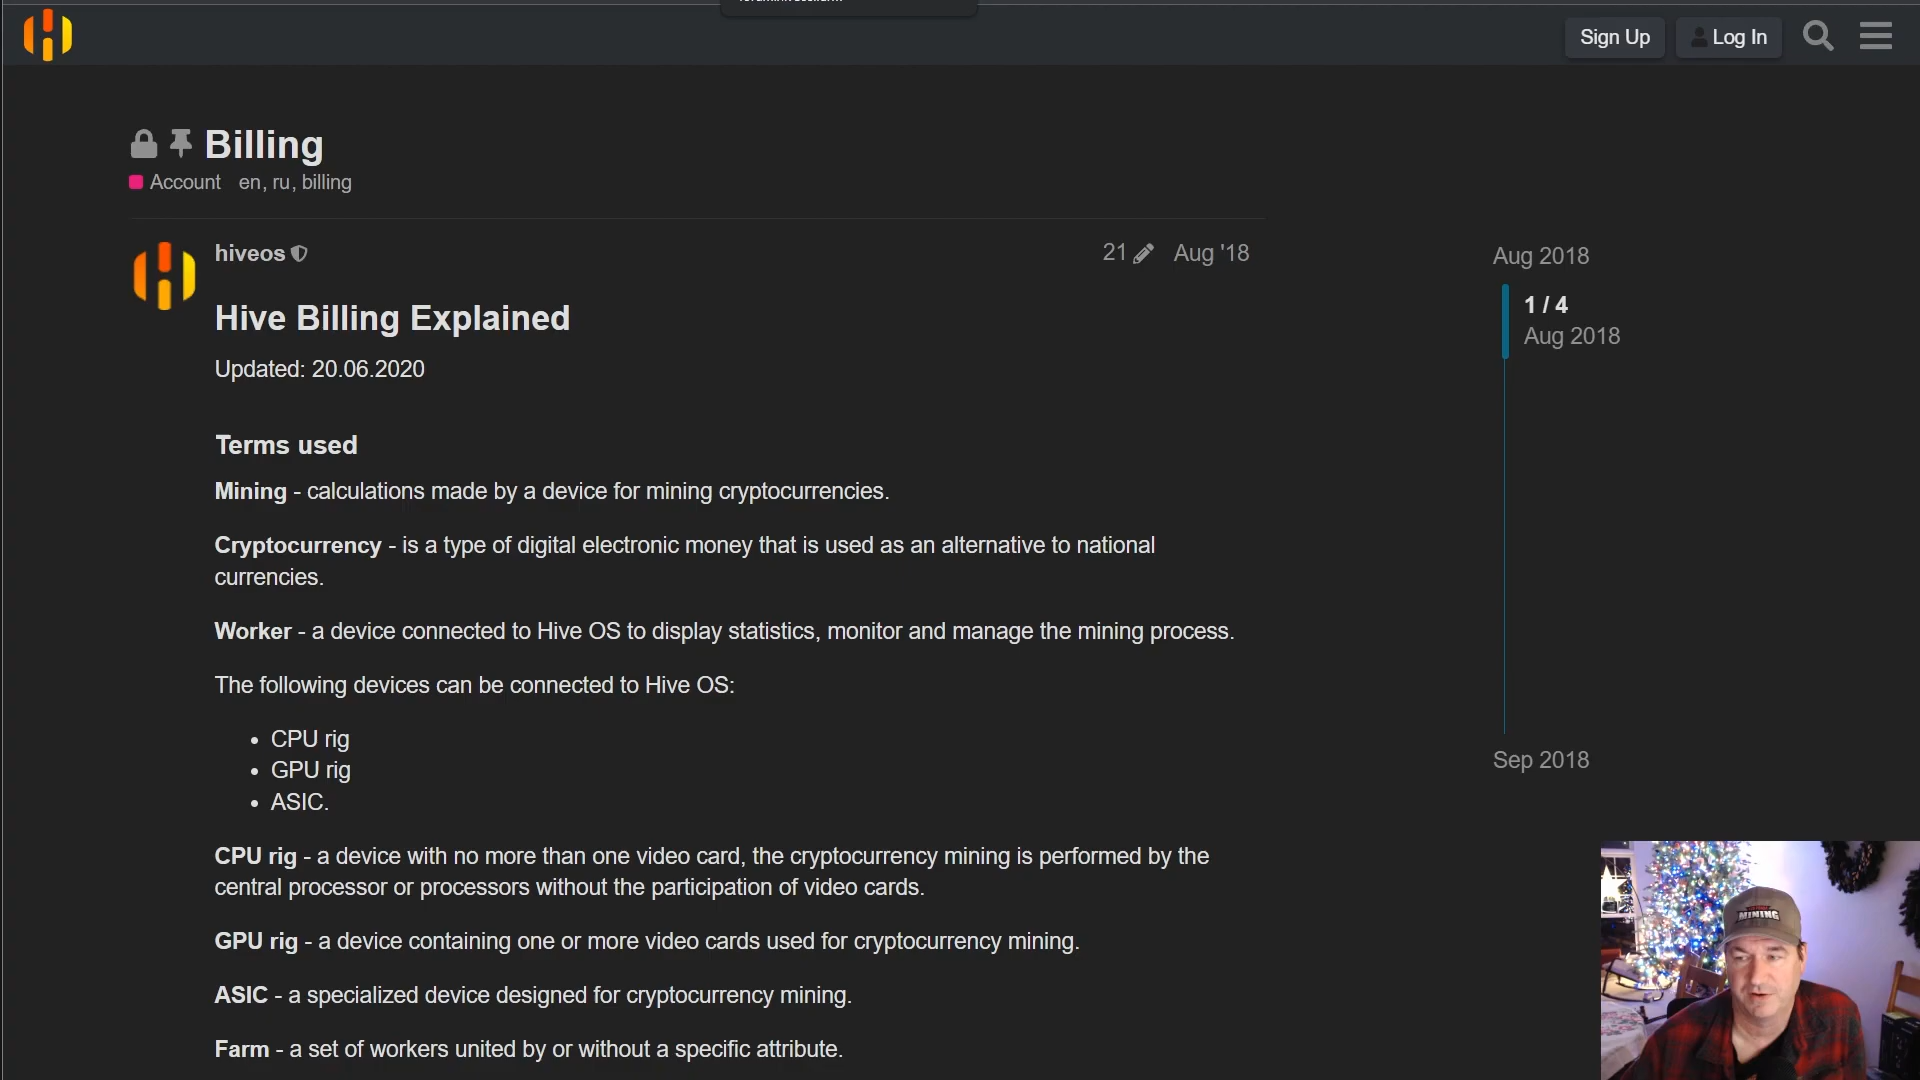 Sign Up
Log In
Billing
Account en, ru, billing
hiveos
21
Aug '18
Hive Billing Explained
Updated: 20.06.2020
Terms used
Mining - calculations made by a device for mining cryptocurrencies.
Cryptocurrency - is a type of digital electronic money that is used as an alternative to national
currencies.
Worker - a device connected to Hive OS to display statistics, monitor and manage the mining process.
The following devices can be connected to Hive OS:
• CPU rig
• GPU rig
• ASIC.
CPU rig - a device with no more than one video card, the cryptocurrency mining is performed by the
central processor or processors without the participation of video cards.
GPU rig - a device containing one or more video cards used for cryptocurrency mining.
ASIC - a specialized device designed for cryptocurrency mining.
Farm - a set of workers united by or without a specific attribute.
Aug 2018
1 / 4
Aug 2018
Sep 2018
MINING